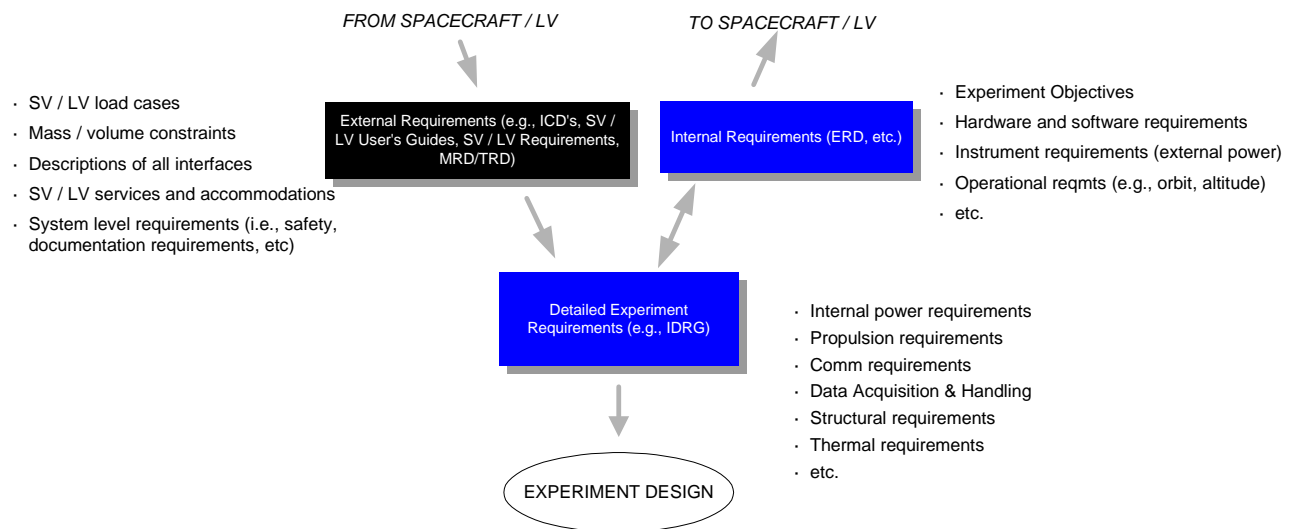 FROM SPACECRAFT / LV
TO SPACECRAFT / LV
· SV / LV load cases
· Mass / volume constraints
· Descriptions of all interfaces
· SV / LV services and accommodations
· System level requirements (i.e., safety,
documentation requirements, etc)
External Requirements (e.g., ICD's, SV /
LV User's Guides, SV / LV Requirements,
MRD/TRD)
Internal Requirements (ERD, etc.)
· Experiment Objectives
· Hardware and software requirements
· Instrument requirements (external power)
· Operational reqmts (e.g., orbit, altitude)
· etc.
Detailed Experiment
Requirements (e.g., IDRG)
· Internal power requirements
· Propulsion requirements
· Comm requirements
· Data Acquisition & Handling
· Structural requirements
· Thermal requirements
· etc.
EXPERIMENT DESIGN